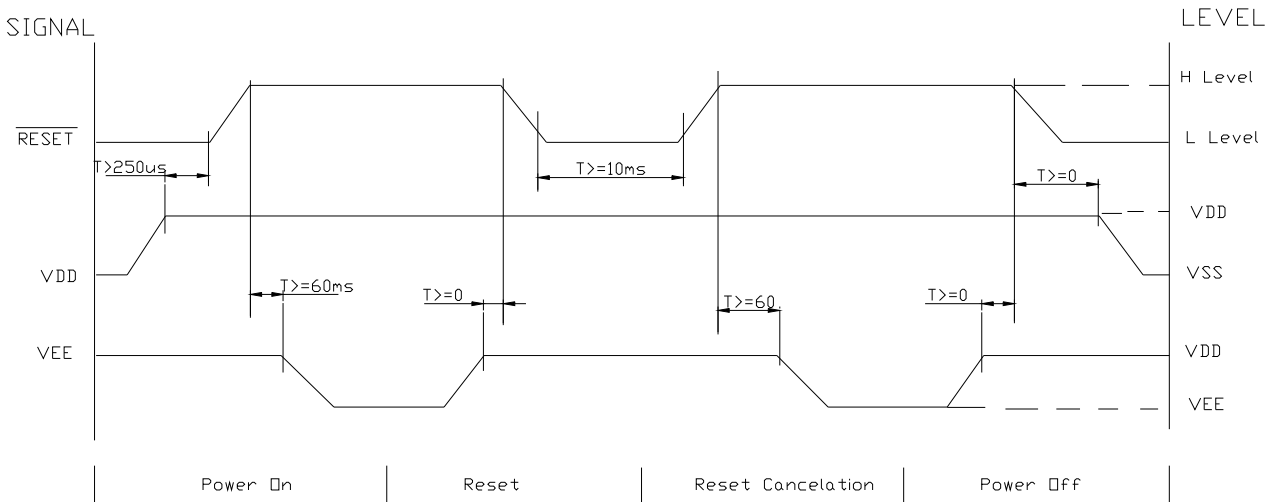 SIGNAL
LEVEL
H Level
RESET
L Level
T>250us
T>=10ms
T>=0
VDD
VDD
VSS
T>=60ms
T>=0
T>=60
T>=0
VEE
VDD
VEE
Power On
Reset
Reset Cancelation
Power Off